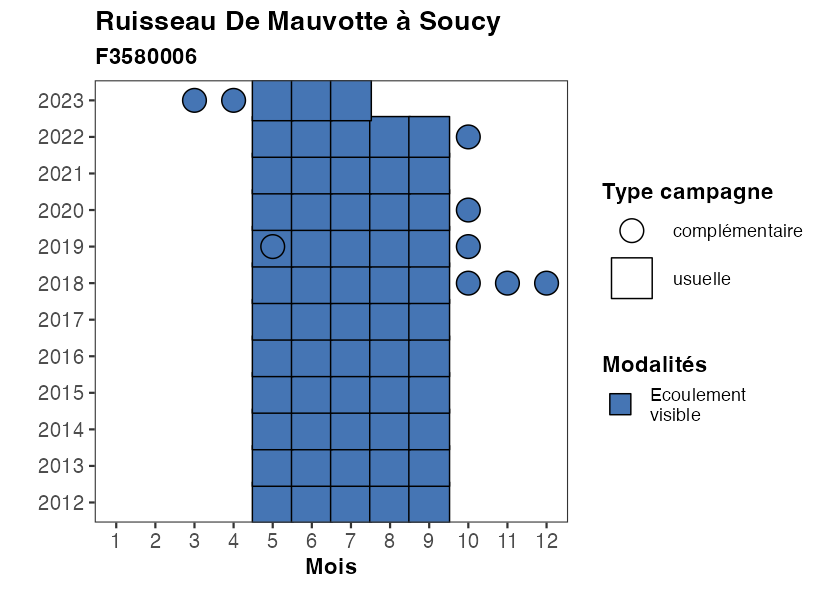 Ruisseau De Mauvotte à Soucy
F3580006
2023
2022
2021
2020
2019
2018
2017
2016
2015
2014
2013
2012
1 2 3 4 5 6 7 8 9 10 11 12
Mois
Type campagne
complémentaire
usuelle
Modalités
Ecoulement
visible